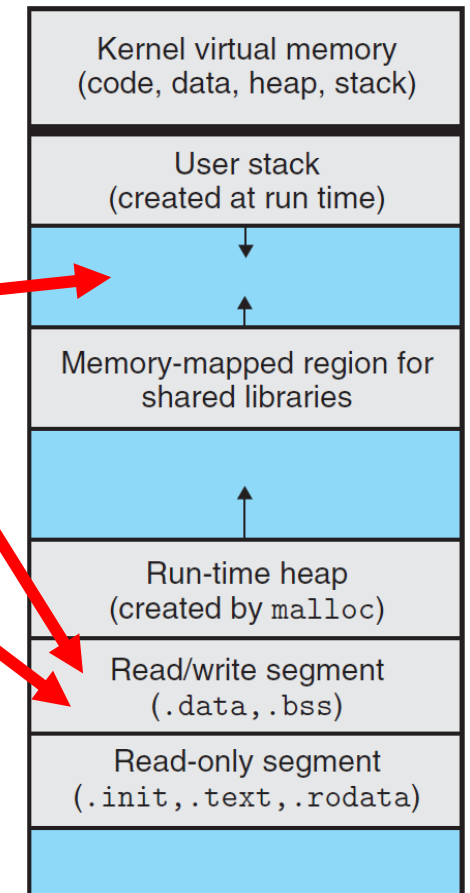 Kernel virtual memory
(code, data, heap, stack)
User stack
(created at run time)
Memory-mapped region for
shared libraries
Run-time heap
(created by malloc)
Read/write segment
(.data,.bss)
Read-only segment
(.init,.text,.rodata)